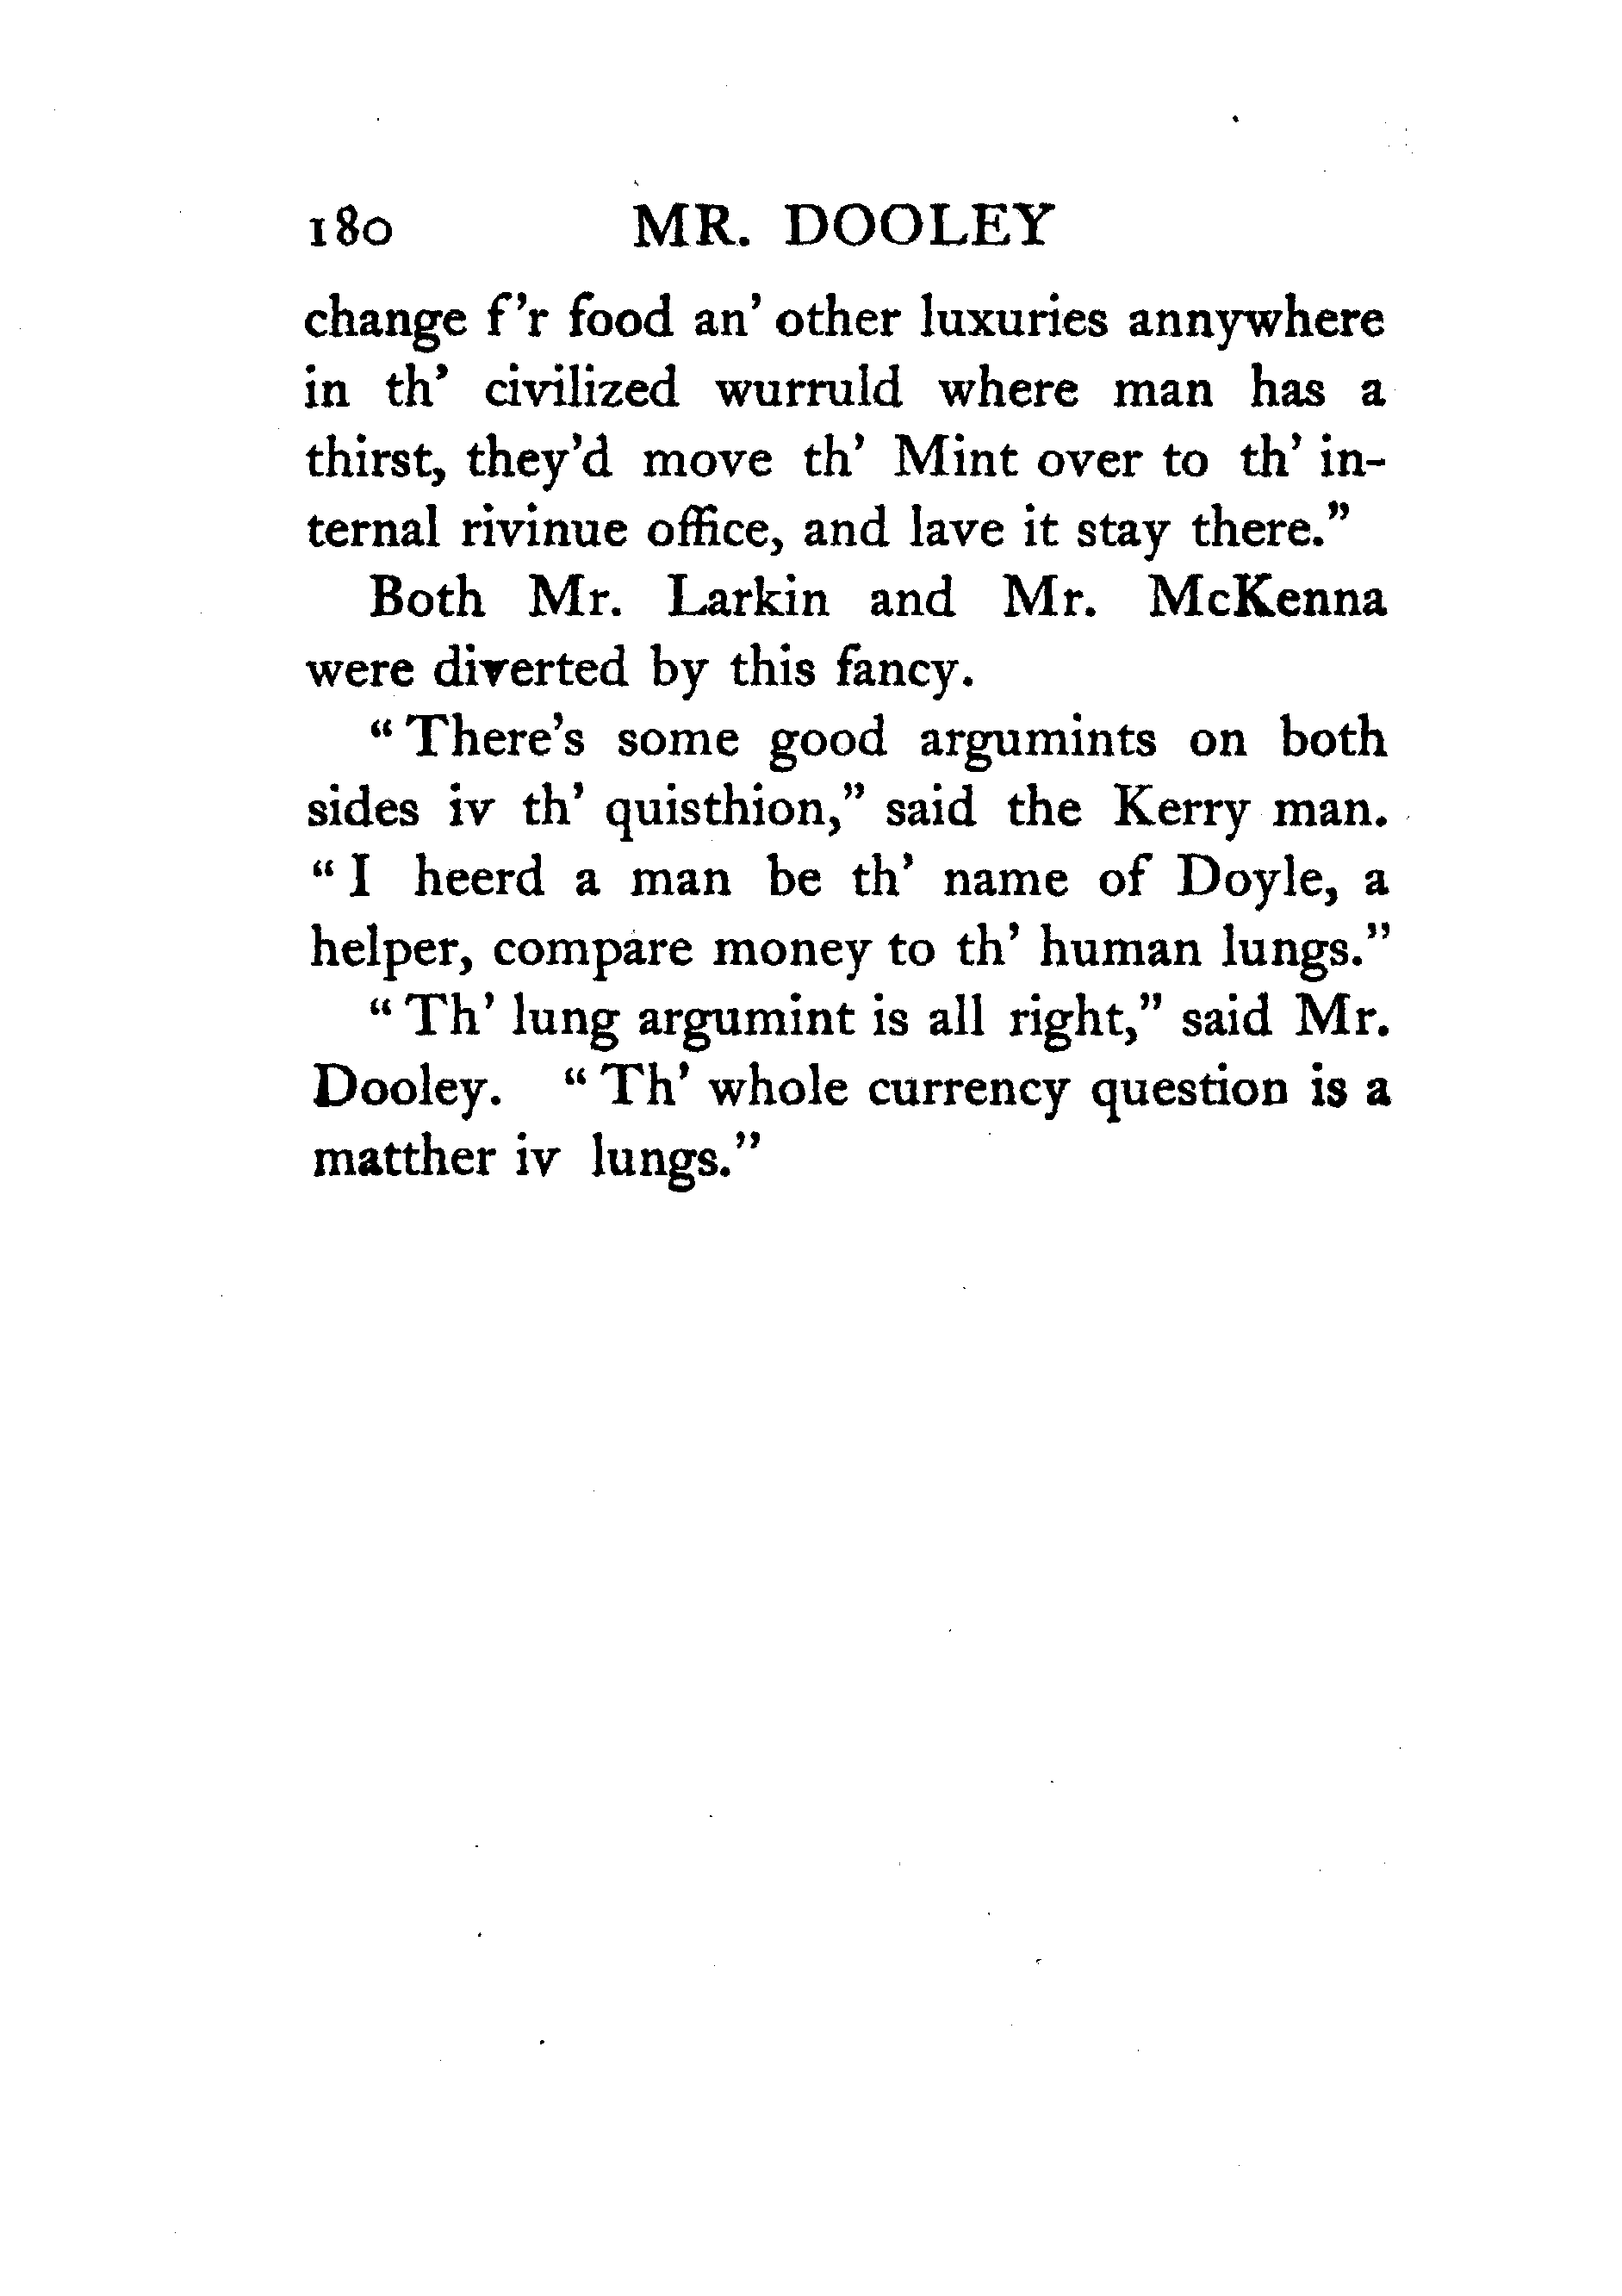 180 MR. DOOLEY
change f'r food an' other luxuries annywhere
in th' civilized wurruld where man has a
thirst, they'd move th' Mint over to th' in-
ternal rivinue office, and lave it stay there."
Both Mr. Larkin and Mr. McKenna
were diverted by this fancy.
"There's some good argumints on both
sides iv th' quisthion," said the Kerry man.
"I heerd a man be th' name of Doyle, a
helper, compare money to th' human lungs."
"Th' lung argumint is all right," said Mr.
Dooley. "Th' whole currency question is a
matther iv lungs."